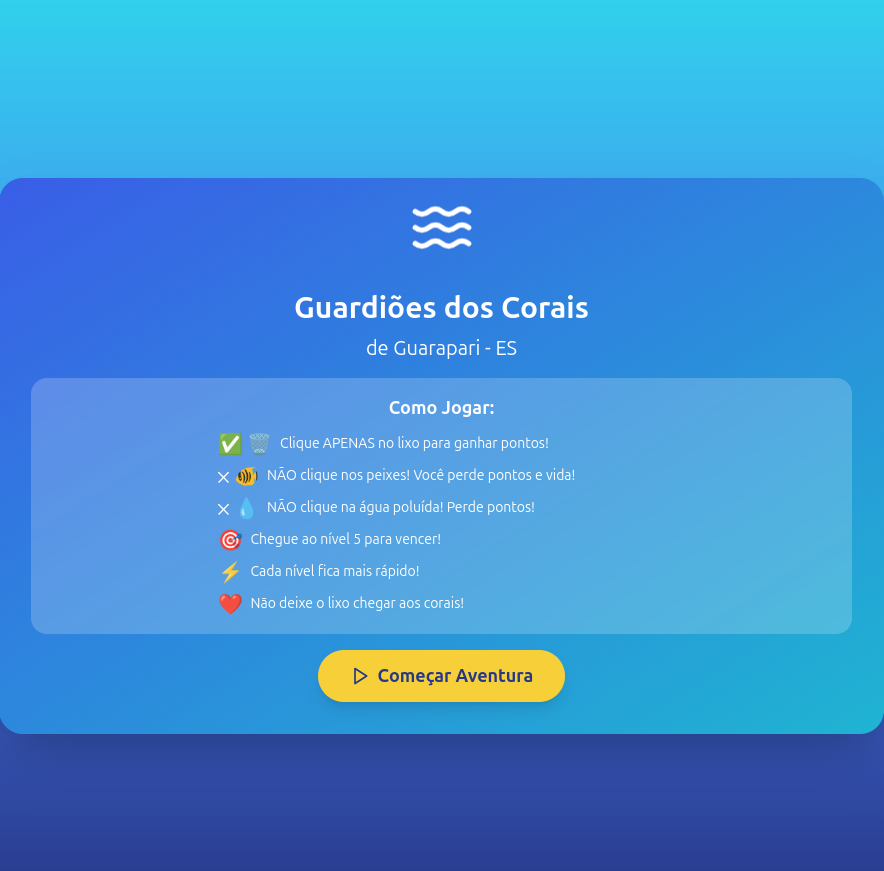 Guardiões dos Corais
de Guarapari - ES
Como Jogar:
Clique APENAS no lixo para ganhar pontos!
NÃO clique nos peixes! Você perde pontos e vida!
NÃO clique na água poluída! Perde pontos!
Chegue ao nível 5 para vencer!
Cada nível fica mais rápido!
Não deixe o lixo chegar aos corais!
Começar Aventura